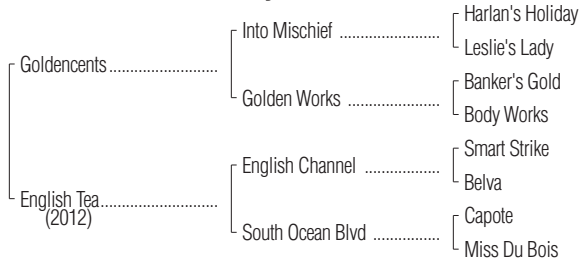 Harlan's Holiday
Into Mischief ....................
Leslie's Lady
Goldencents ........................
Banker's Gold
Golden Works ....................
Body Works
Smart Strike
English Channel ................
Belva
English Tea..........................
(2012)
Capote
South Ocean Blvd ..............
Miss Du Bois